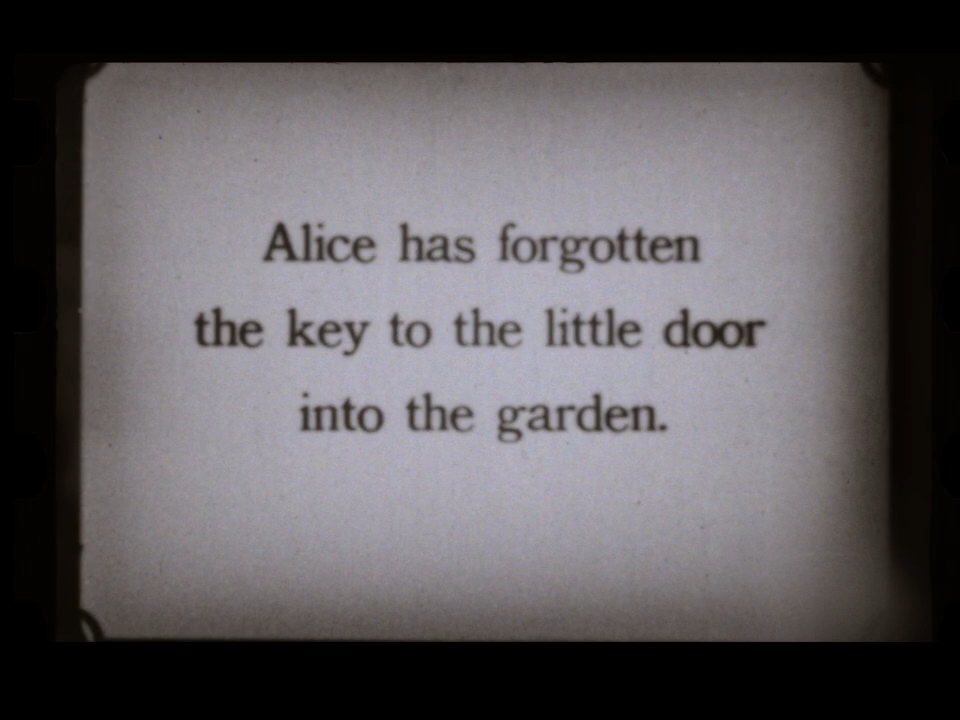 Alice has forgotten
the key to the little door
into the garden.